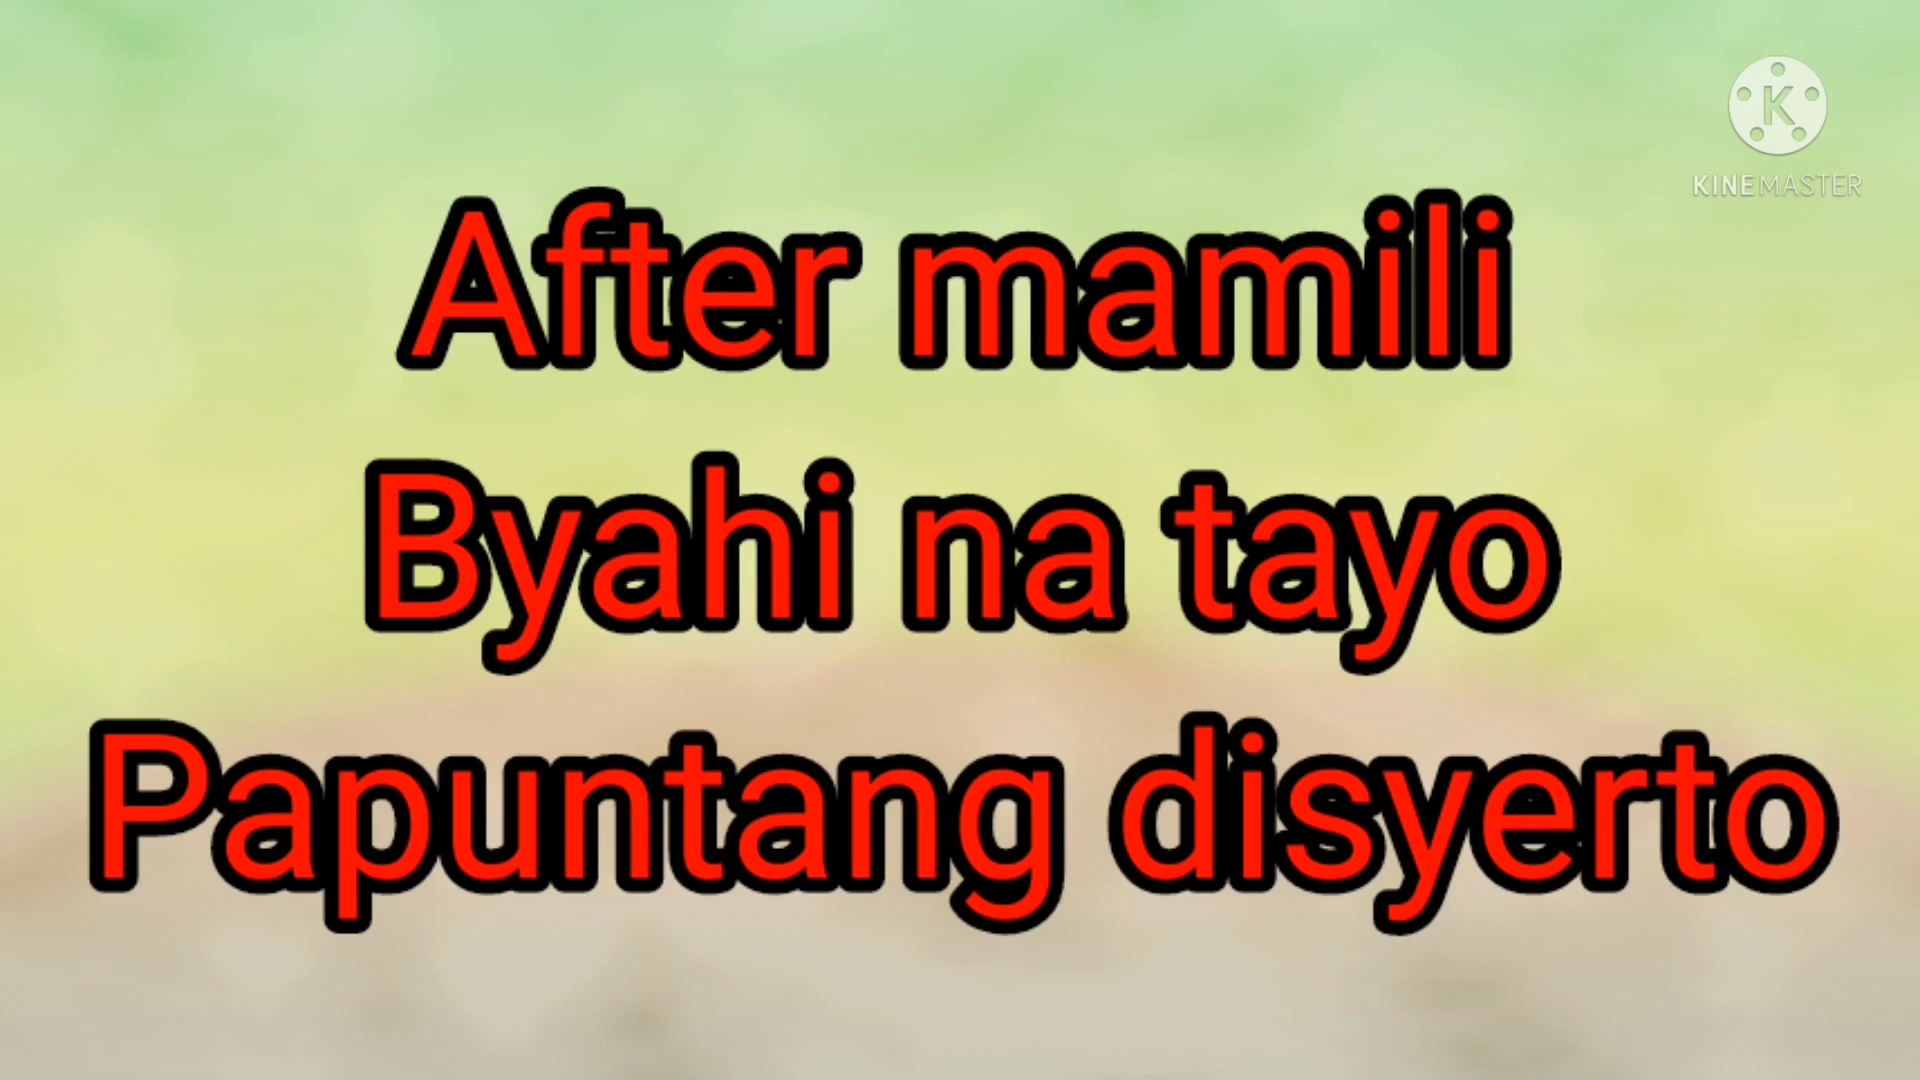 K
KINEMASTER
After mamili
Byahi na tayo
Papuntang disyerto